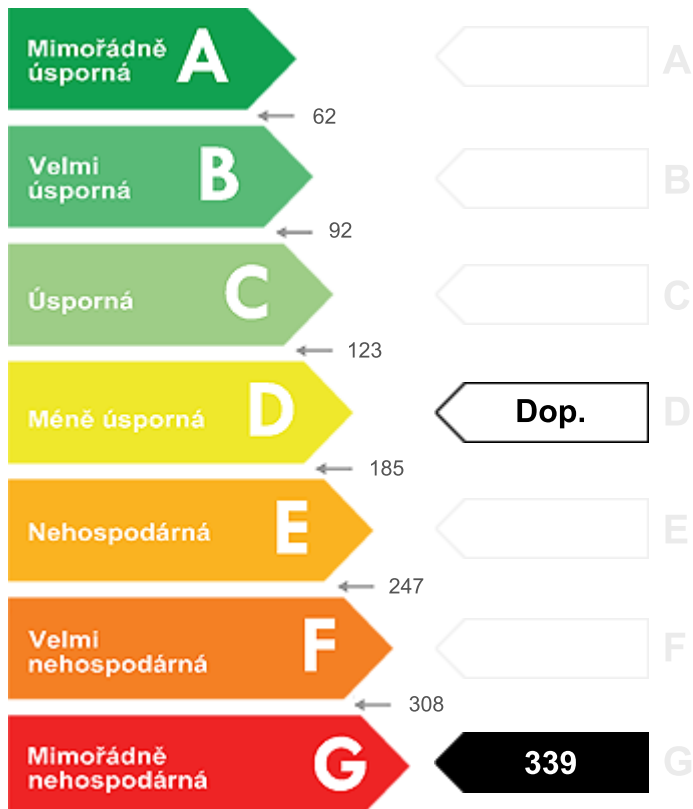 Mimořádně
úsporná
A
A
62
Velmi
úsporná
B
B
92
Úsporná
C
C
123
Méně úsporná
D
Dop.
D
185
Nehospodárná
E
E
247
Velmi
nehospodárná
F
F
308
Mimořádně
nehospodárná
G
339
G